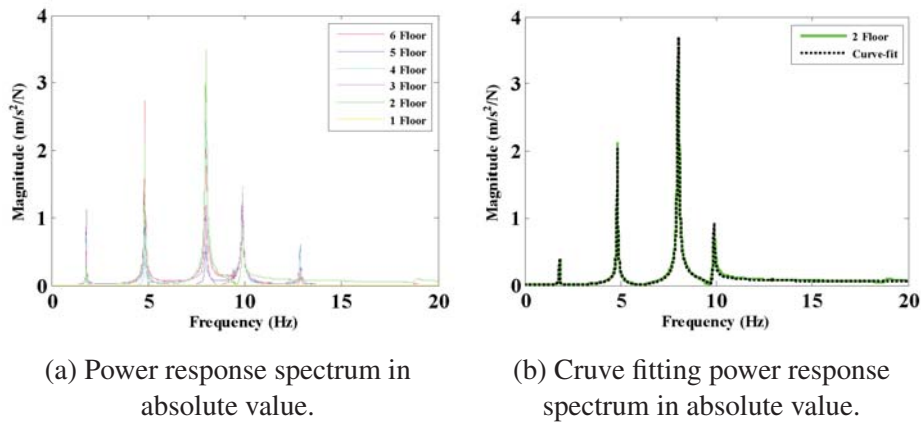 4
3
2
1
0
0
5
10
15
20
Magnitude (m/s²/N)
Frequency (Hz)
6 Floor
5 Floor
4 Floor
3 Floor
2 Floor
1 Floor
(a) Power response spectrum in
absolute value.
4
3
2
1
0
0
5
10
15
20
Magnitude (m/s²/N)
Frequency (Hz)
2 Floor
Curve-fit
(b) Cruve fitting power response
spectrum in absolute value.